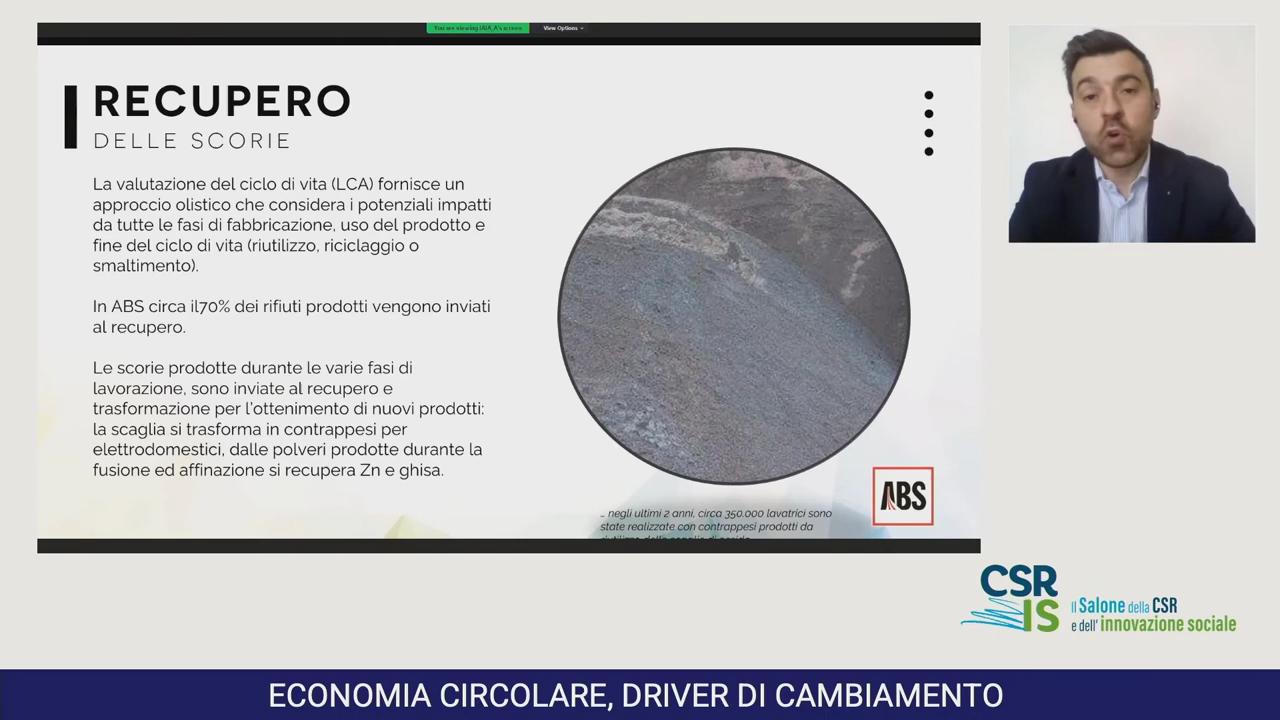 You are viewing IAIA_A's screen
View Options
RECUPERO
DELLE SCORIE
La valutazione del ciclo di vita (LCA) fornisce un
approccio olistico che considera i potenziali impatti
da tutte le fasi di fabbricazione, uso del prodotto e
fine del ciclo di vita (riutilizzo, riciclaggio o
smaltimento).
In ABS circa il70% dei rifiuti prodotti vengono inviati
al recupero.
Le scorie prodotte durante le varie fasi di
lavorazione, sono inviate al recupero e
trasformazione per l'ottenimento di nuovi prodotti:
la scaglia si trasforma in contrappesi per
elettrodomestici, dalle polveri prodotte durante la
fusione ed affinazione si recupera Zn e ghisa.
... negli ultimi 2 anni, circa 350.000 lavatrici sono
state realizzate con contrappesi prodotti da
ABS
CSR
IS
Il Salone della CSR
e dell' innovazione sociale
ECONOMIA CIRCOLARE, DRIVER DI CAMBIAMENTO